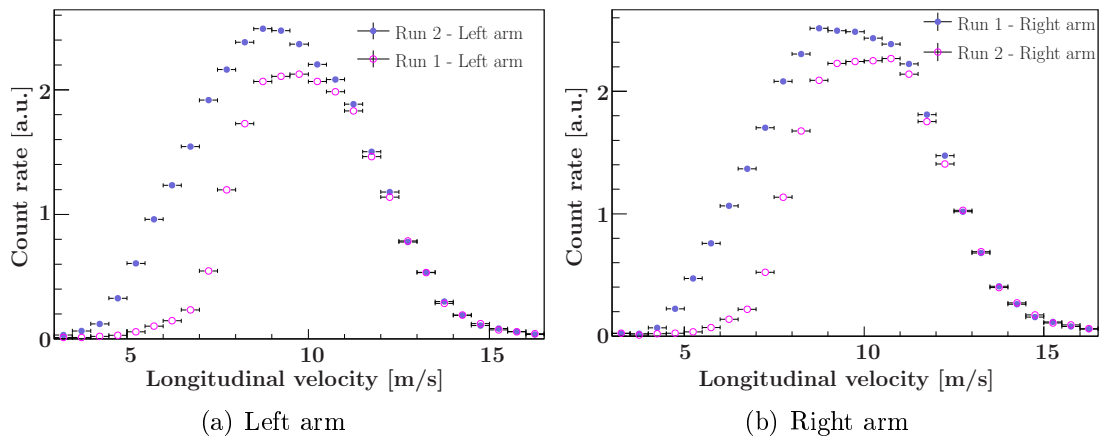 Run 2 - Left arm
Run 1 - Left arm
Count rate [a.u.]
2
1
0
5
10
15
Longitudinal velocity [m/s]
(a) Left arm
Run 1 - Right arm
Run 2 - Right arm
Count rate [a.u.]
2
1
0
5
10
15
Longitudinal velocity [m/s]
(b) Right arm